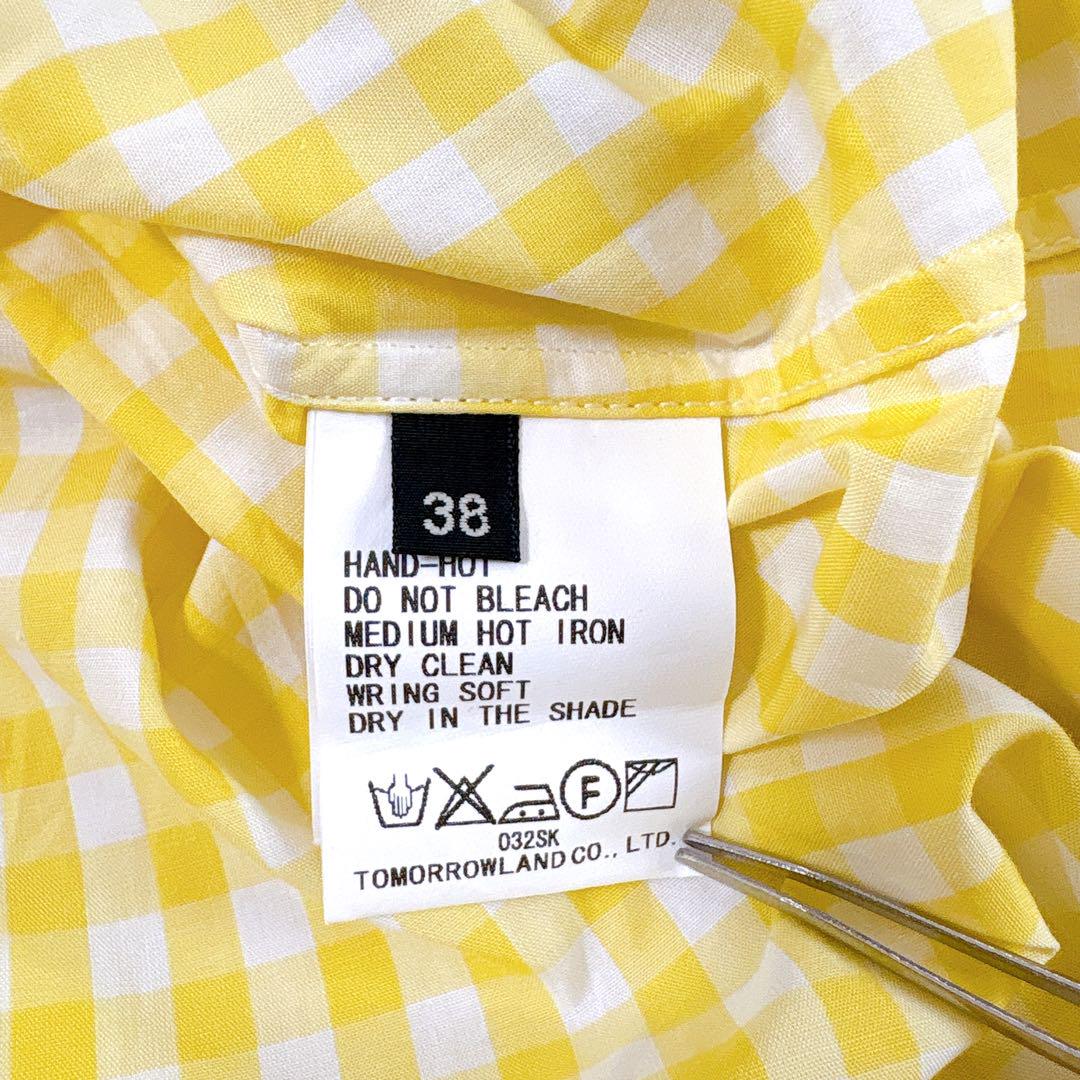 38
HAND-HOT
DO NOT BLEACH
MEDIUM HOT IRON
DRY CLEAN
WRING SOFT
DRY IN THE SHADE
F
032SK
TOMORROWLAND CO., LTD.